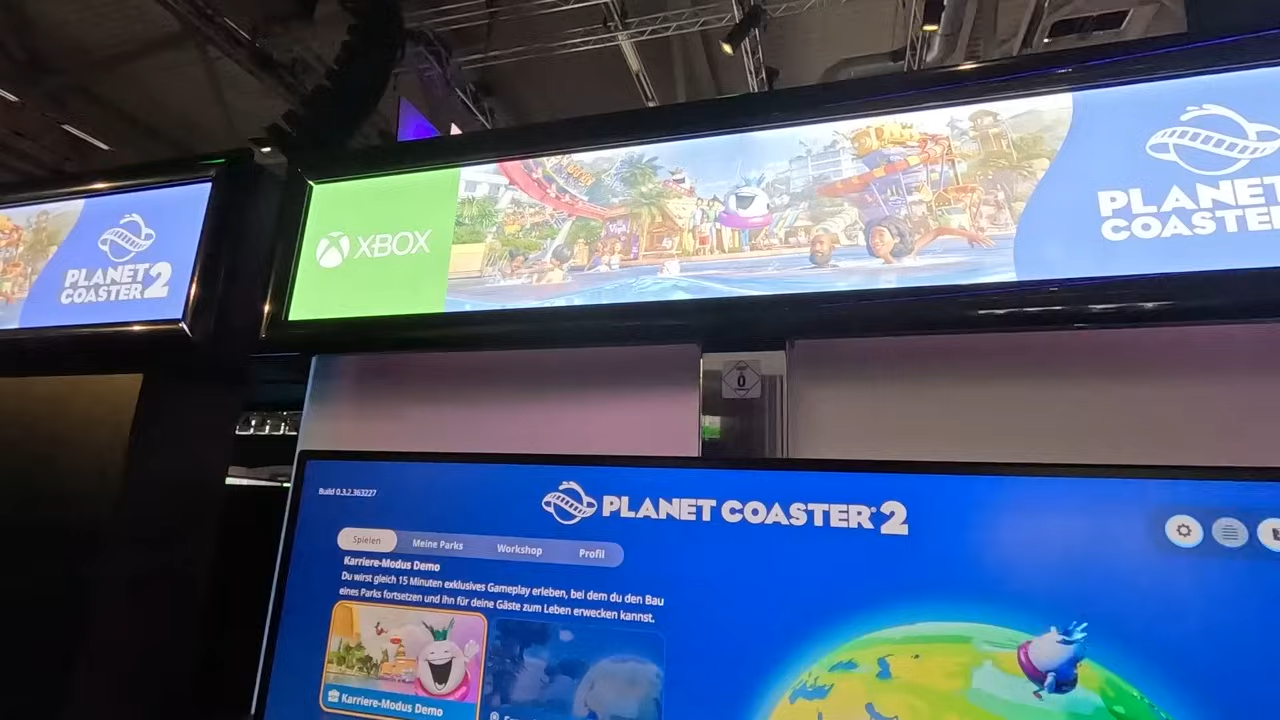 PLANET
COASTER 2
XBOX
PLANET
COASTER
0
Build 0.3.2.363227
PLANET COASTER 2
Spielen
Meine Parks
Workshop
Profil
Karriere-Modus Demo
Du wirst gleich 15 Minuten exklusives Gameplay erleben, bei dem du den Bau
eines Parks fortsetzen und ihn für deine Gäste zum Leben erwecken kannst.
Karriere-Modus Demo